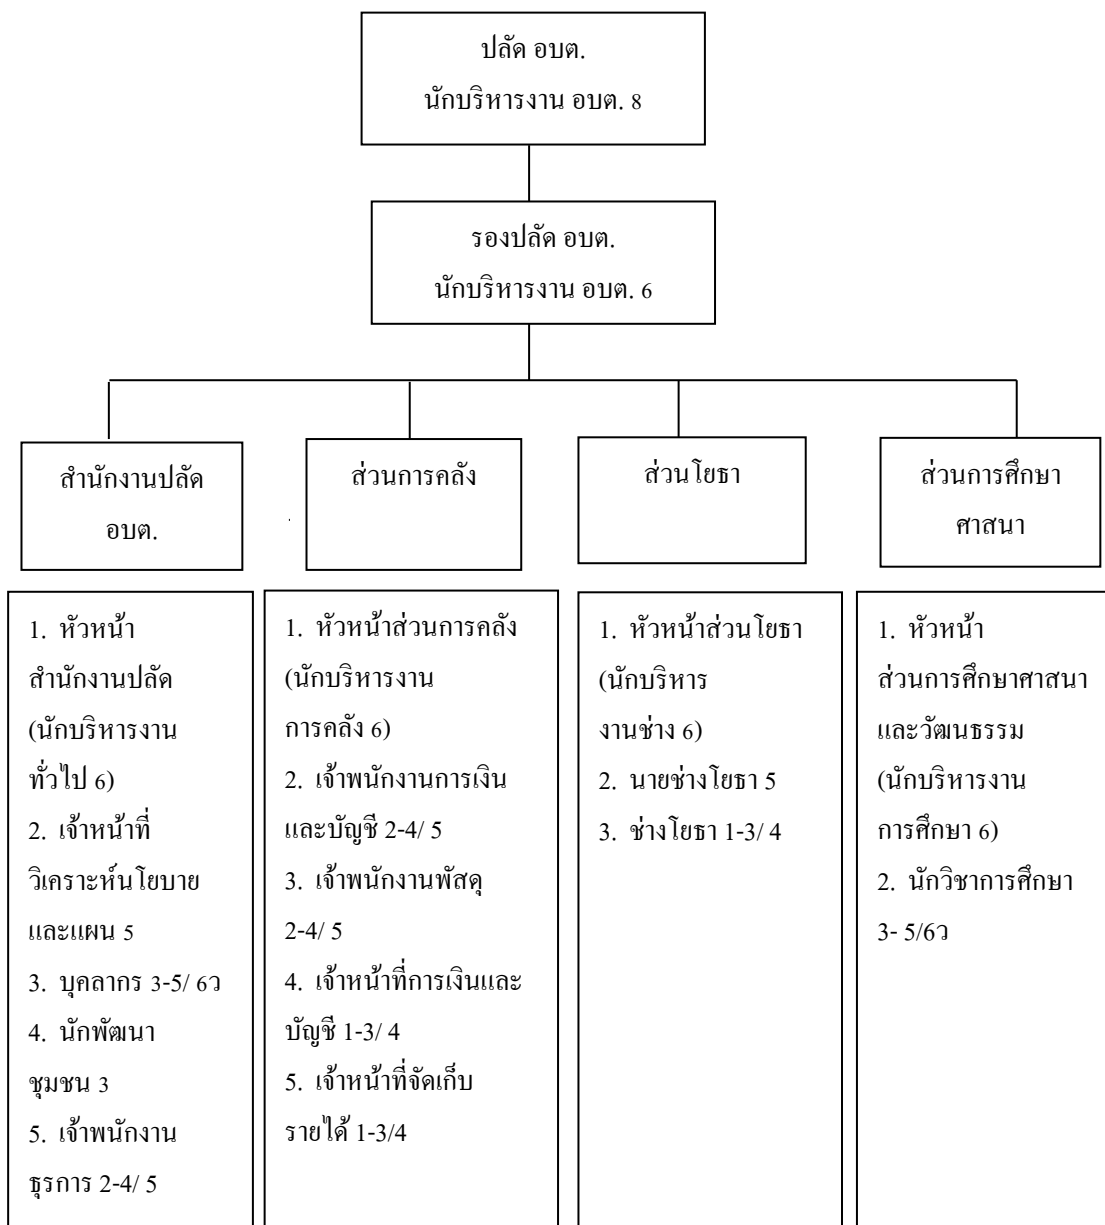 ปลัด อบต.
นักบริหารงาน อบต. 8
รองปลัด อบต.
นักบริหารงาน อบต. 6
สำนักงานปลัด
อบต.
ส่วนการคลัง
ส่วนโยธา
ส่วนการศึกษา
ศาสนา
1. หัวหน้า
สำนักงานปลัด
(นักบริหารงาน
ทั่วไป 6)
2. เจ้าหน้าที่
วิเคราะห์นโยบาย
และแผน 5
3. บุคลากร 3-5/ 6ว
4. นักพัฒนา
ชุมชน 3
5. เจ้าพนักงาน
ธุรการ 2-4/ 5
1. หัวหน้าส่วนการคลัง
(นักบริหารงาน
การคลัง 6)
2. เจ้าพนักงานการเงิน
และบัญชี 2-4/ 5
3. เจ้าพนักงานพัสดุ
2-4/ 5
4. เจ้าหน้าที่การเงินและ
บัญชี 1-3/ 4
5. เจ้าหน้าที่จัดเก็บ
รายได้ 1-3/4
1. หัวหน้าส่วนโยธา
(นักบริหาร
งานช่าง 6)
2. นายช่างโยธา 5
3. ช่างโยธา 1-3/ 4
1. หัวหน้า
ส่วนการศึกษาศาสนา
และวัฒนธรรม
(นักบริหารงาน
การศึกษา 6)
2. นักวิชาการศึกษา
3- 5/6ว